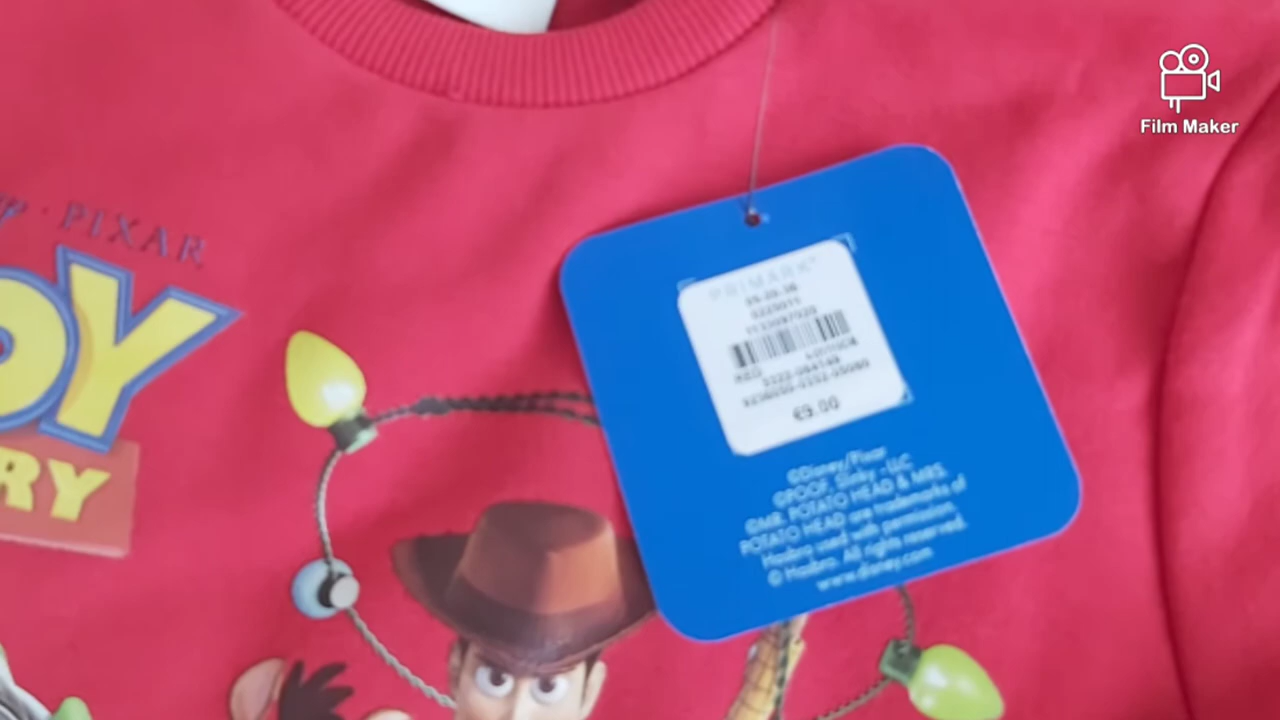 Film Maker
PIXAR
OY
RY
PRIMARK
RED
€9.00
©Disney/Pixar
©POOF, Slinky, LLC
©MR. POTATO HEAD & MRS.
POTATO HEAD are trademarks of
Hasbro used with permission.
© Hasbro. All rights reserved.
www.disney.com